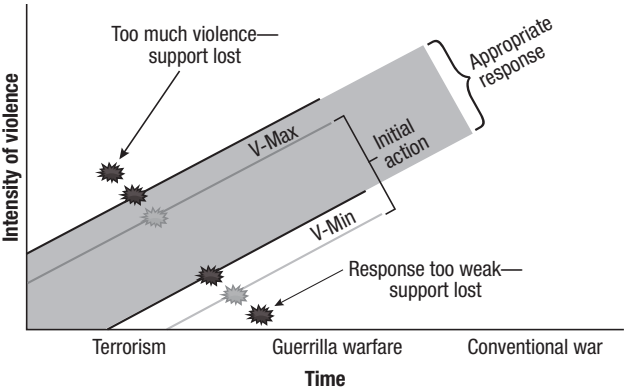 Too much violence—
support lost
Appropriate
response
Intensity of violence
V-Max
Initial
action
V-Min
Response too weak—
support lost
Terrorism
Guerrilla warfare
Conventional war
Time